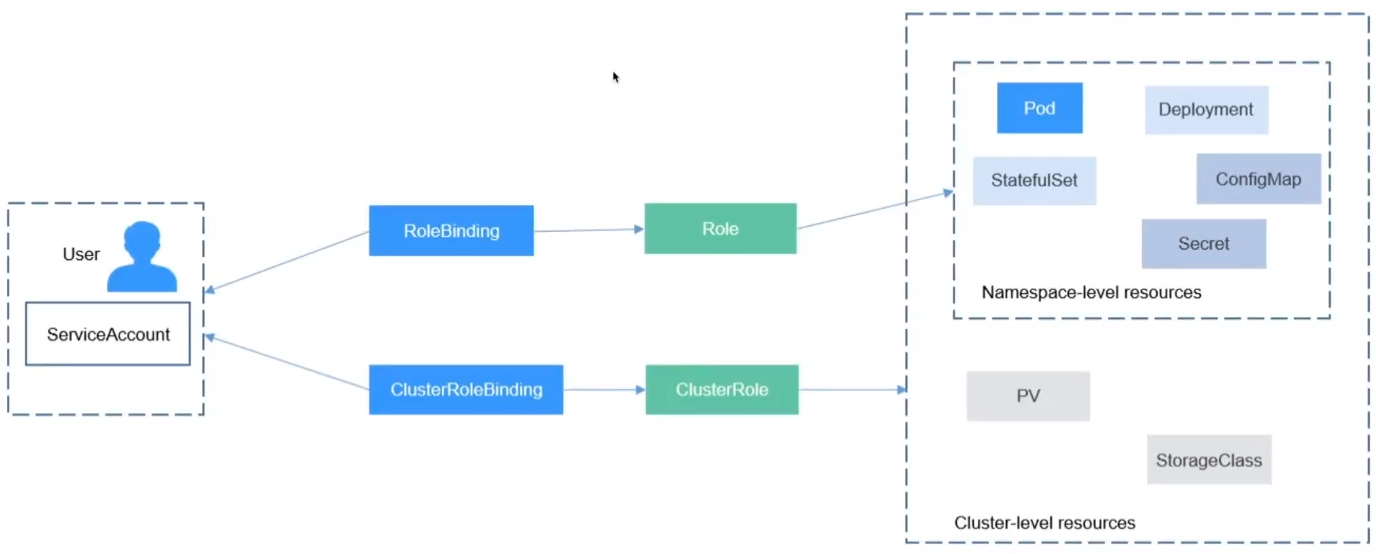 User
ServiceAccount
RoleBinding
Role
ClusterRoleBinding
ClusterRole
Pod
Deployment
StatefulSet
ConfigMap
Secret
Namespace-level resources
PV
StorageClass
Cluster-level resources